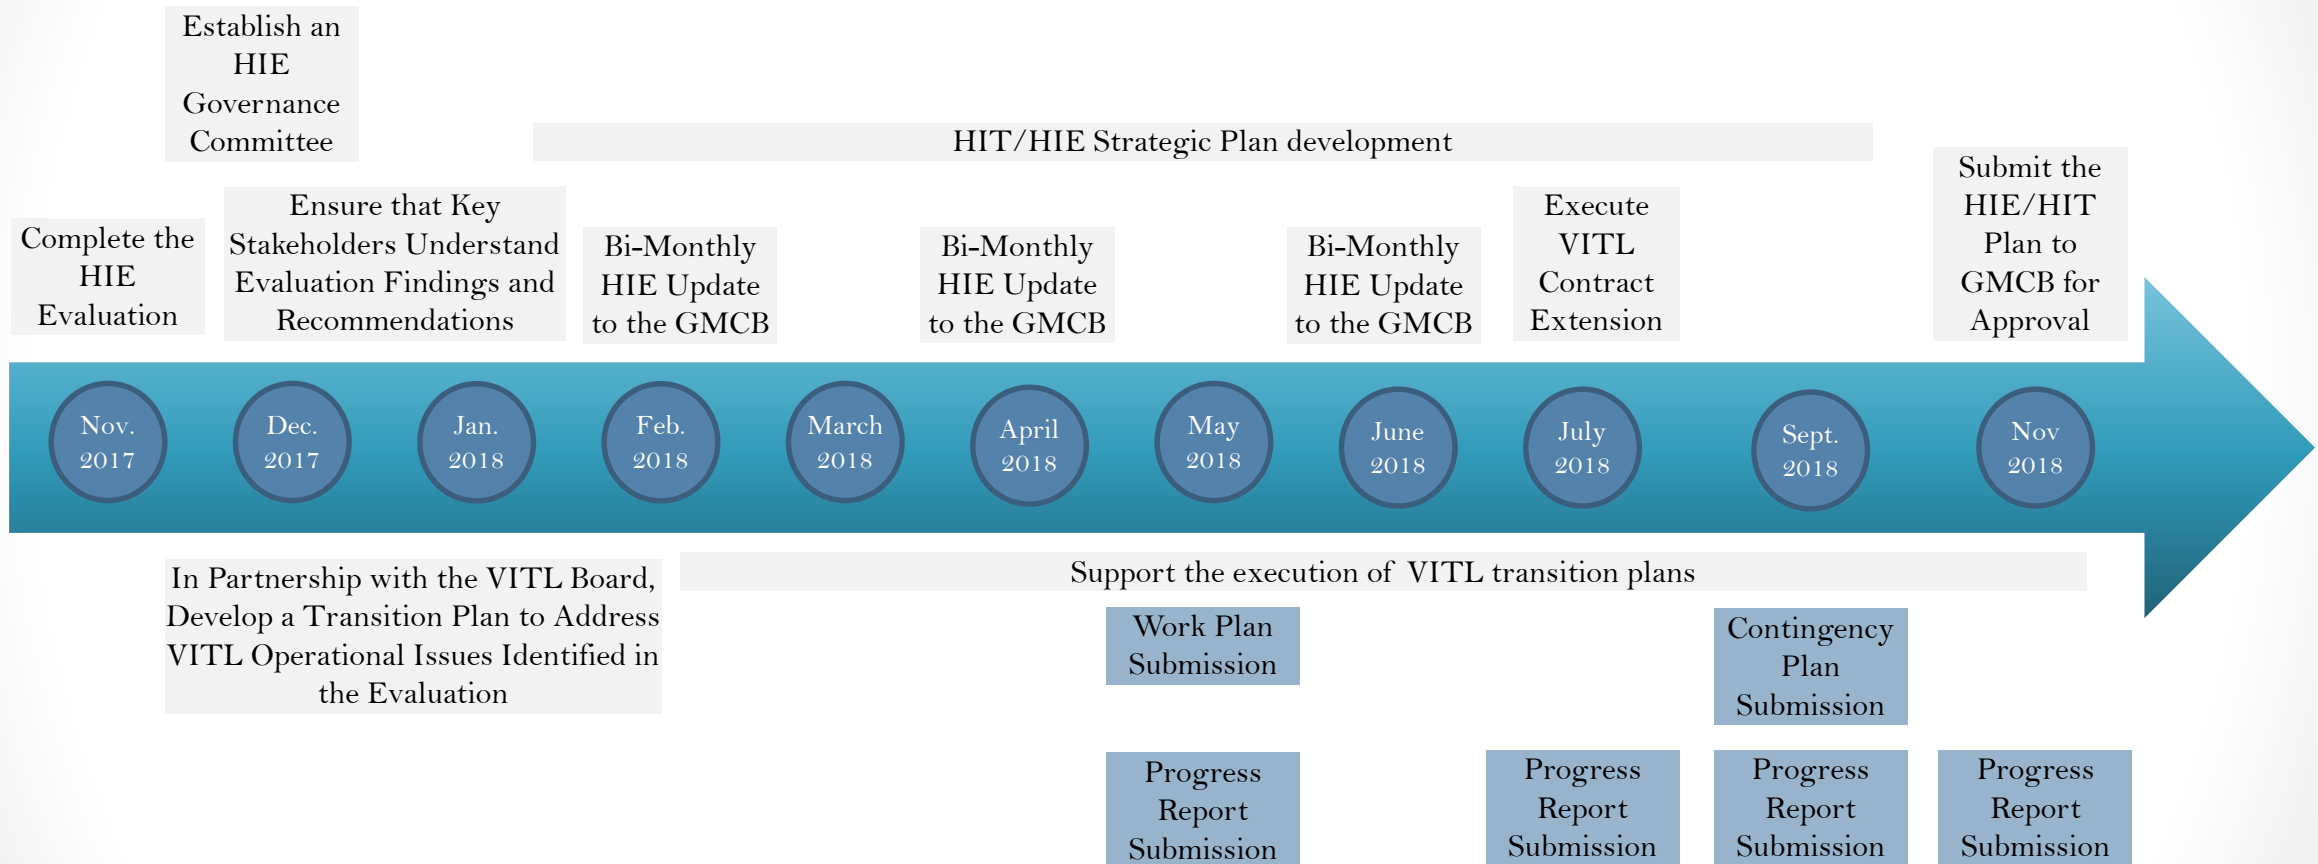 Establish an
HIE
Governance
Committee
HIT/HIE Strategic Plan development
Complete the
HIE
Evaluation
Ensure that Key
Stakeholders Understand
Evaluation Findings and
Recommendations
Bi-Monthly
HIE Update
to the GMCB
Bi-Monthly
HIE Update
to the GMCB
Bi-Monthly
HIE Update
to the GMCB
Execute
VITL
Contract
Extension
Submit the
HIE/HIT
Plan to
GMCB for
Approval
Nov.
2017
Dec.
2017
Jan.
2018
Feb.
2018
March
2018
April
2018
May
2018
June
2018
July
2018
Sept.
2018
Nov
2018
In Partnership with the VITL Board,
Develop a Transition Plan to Address
VITL Operational Issues Identified in
the Evaluation
Support the execution of VITL transition plans
Work Plan
Submission
Contingency
Plan
Submission
Progress
Report
Submission
Progress
Report
Submission
Progress
Report
Submission
Progress
Report
Submission